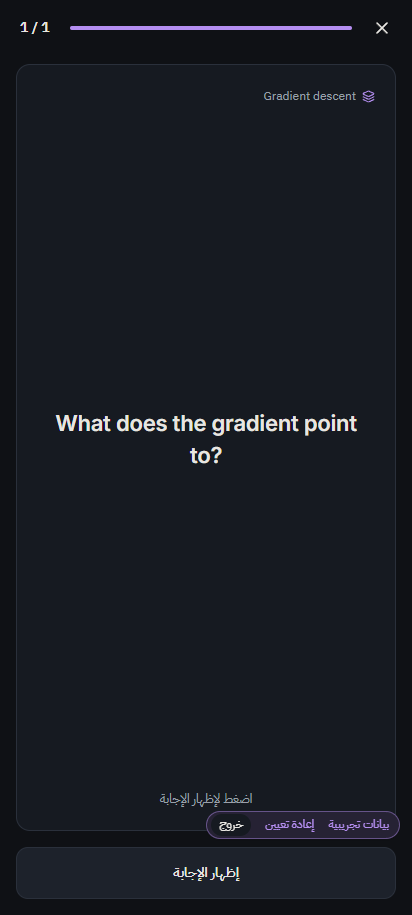 1 / 1
Gradient descent
What does the gradient point
to?
اضغط لإظهار الإجابة
بيانات تجريبية إعادة تعيين خروج
إظهار الإجابة